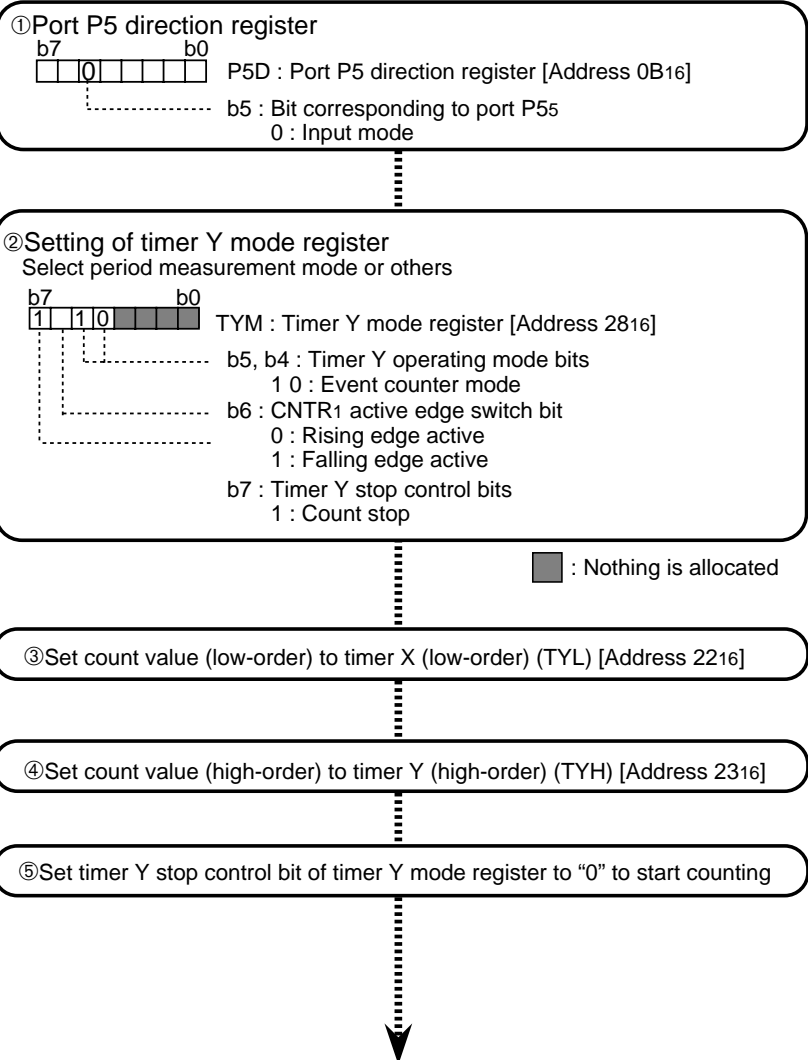 ①Port P5 direction register
b7 b0
0 P5D : Port P5 direction register [Address 0B16]
b5 : Bit corresponding to port P55
0 : Input mode
②Setting of timer Y mode register
Select period measurement mode or others
b7 b0
1 1 0 TYM : Timer Y mode register [Address 2816]
b5, b4 : Timer Y operating mode bits
1 0 : Event counter mode
b6 : CNTR1 active edge switch bit
0 : Rising edge active
1 : Falling edge active
b7 : Timer Y stop control bits
1 : Count stop
: Nothing is allocated
③Set count value (low-order) to timer X (low-order) (TYL) [Address 2216]
④Set count value (high-order) to timer Y (high-order) (TYH) [Address 2316]
⑤Set timer Y stop control bit of timer Y mode register to “0” to start counting